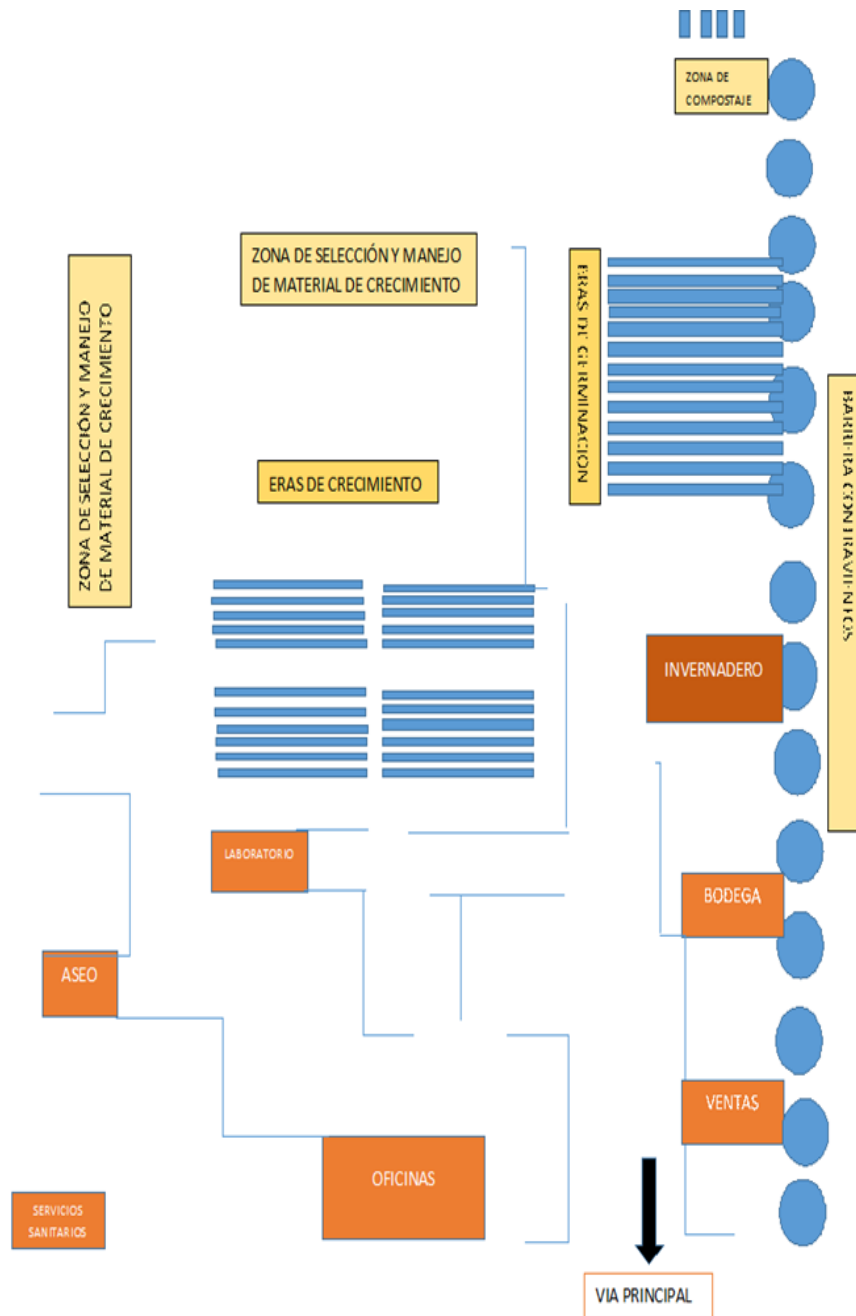 ZONA DE
COMPOSTAJE
ZONA DE SELECCIÓN Y MANEJO
DE MATERIAL DE CRECIMIENTO
ZONA DE SELECCIÓN Y MANEJO
DE MATERIAL DE CRECIMIENTO
ERAS DE GERMINACIÓN
BARRERA CONTRAVIENTOS
ERAS DE CRECIMIENTO
INVERNADERO
LABORATORIO
BODEGA
ASEO
VENTAS
OFICINAS
SERVICIOS
SANITARIOS
VIA PRINCIPAL